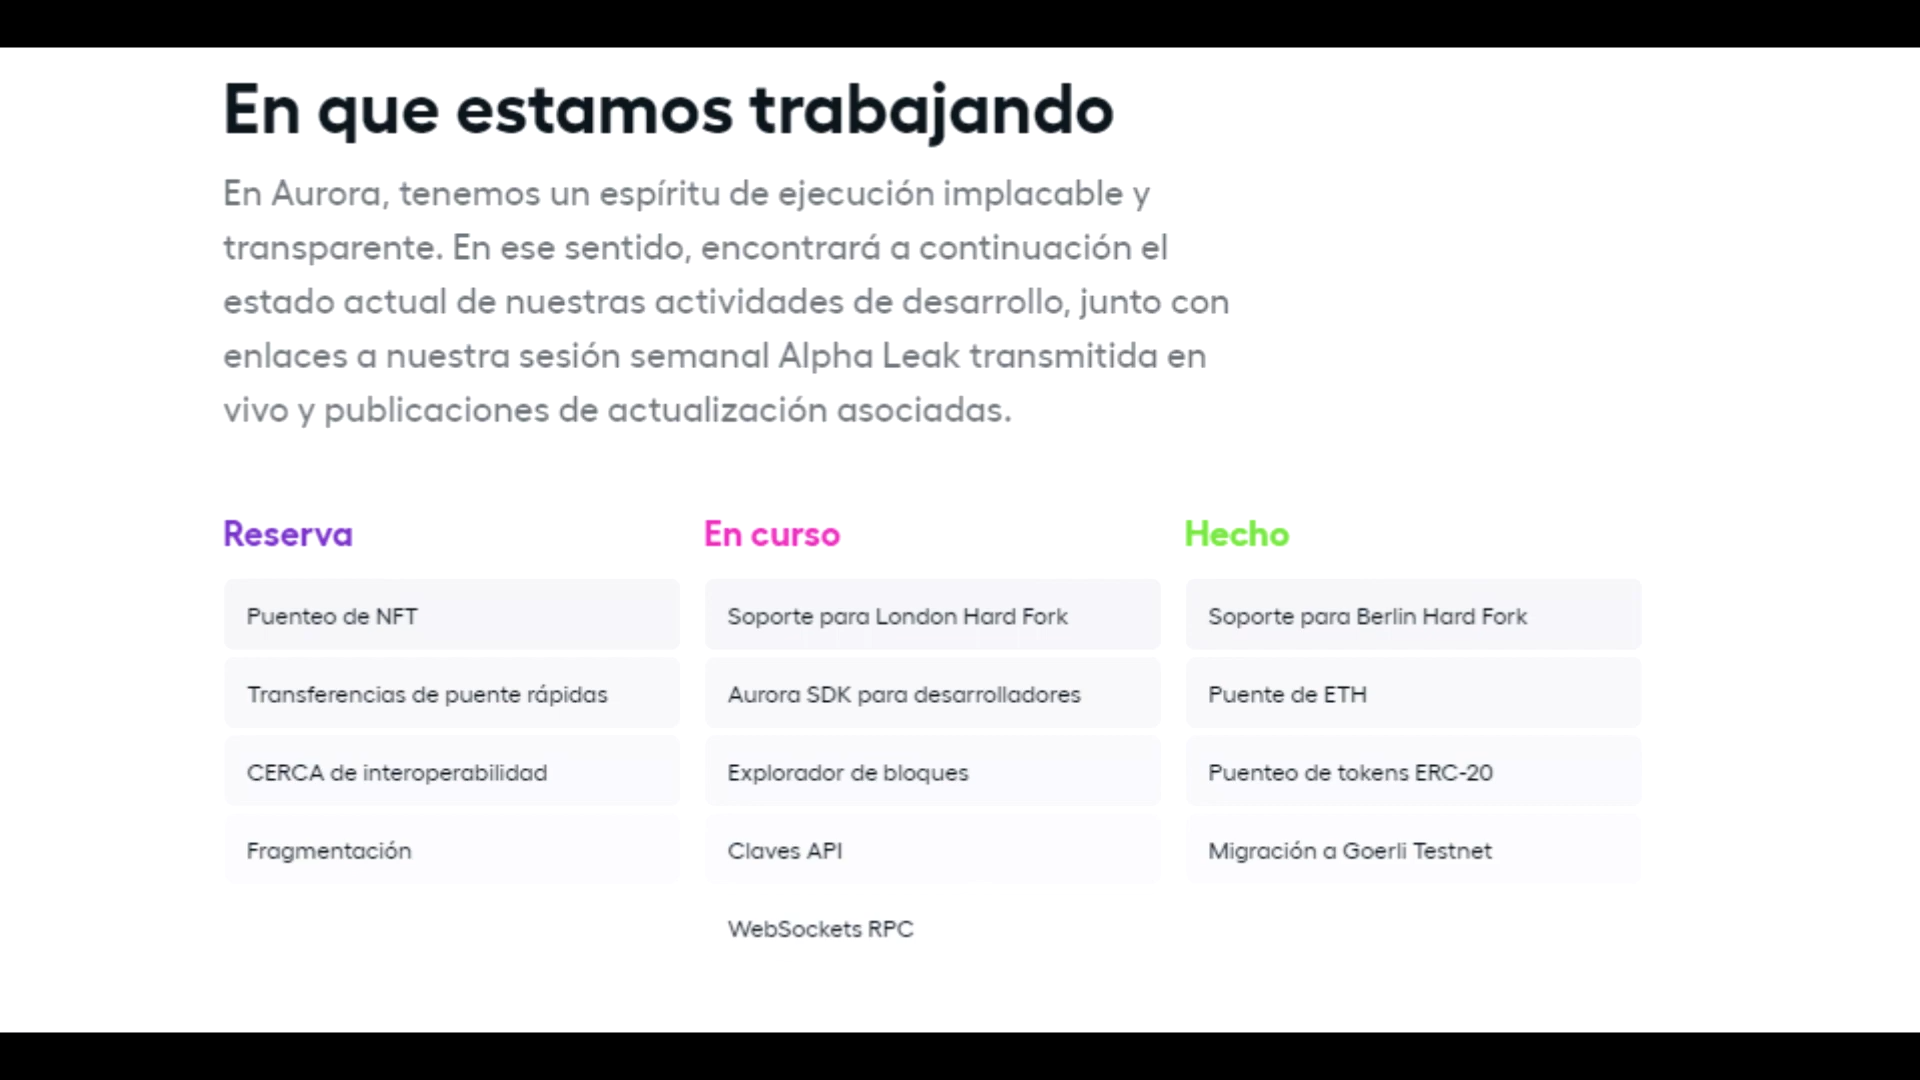 En que estamos trabajando
En Aurora, tenemos un espíritu de ejecución implacable y
transparente. En ese sentido, encontrará a continuación el
estado actual de nuestras actividades de desarrollo, junto con
enlaces a nuestra sesión semanal Alpha Leak transmitida en
vivo y publicaciones de actualización asociadas.
Reserva
Puenteo de NFT
Transferencias de puente rápidas
CERCA de interoperabilidad
Fragmentación
En curso
Soporte para London Hard Fork
Aurora SDK para desarrolladores
Explorador de bloques
Claves API
WebSockets RPC
Hecho
Soporte para Berlin Hard Fork
Puente de ETH
Puenteo de tokens ERC-20
Migración a Goerli Testnet